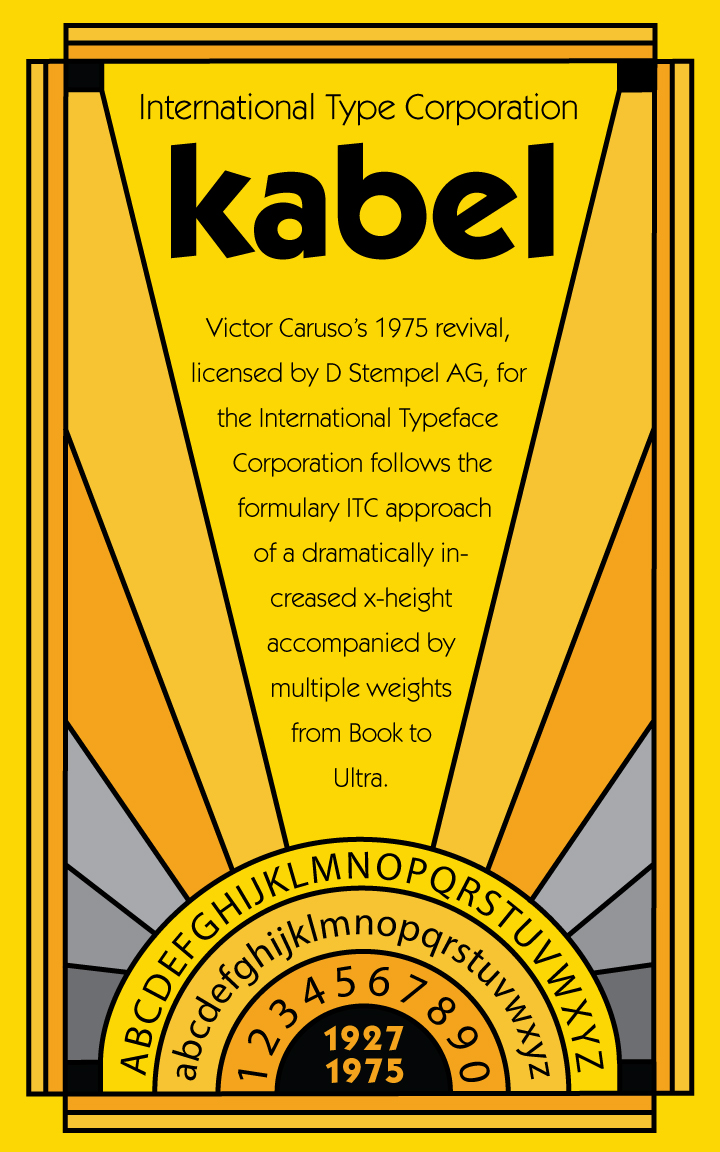 International Type Corporation
kabel
Victor Caruso’s 1975 revival,
licensed by D Stempel AG, for
the International Typeface
Corporation follows the
formulary ITC approach
of a dramatically in-
creased x-height
accompanied by
multiple weights
from Book to
Ultra.
ABCDEFGHIJKLMNOPQRSTUVWXYZ
abcdefghijklmnopqrstuvwxyz
1234567890
1927
1975